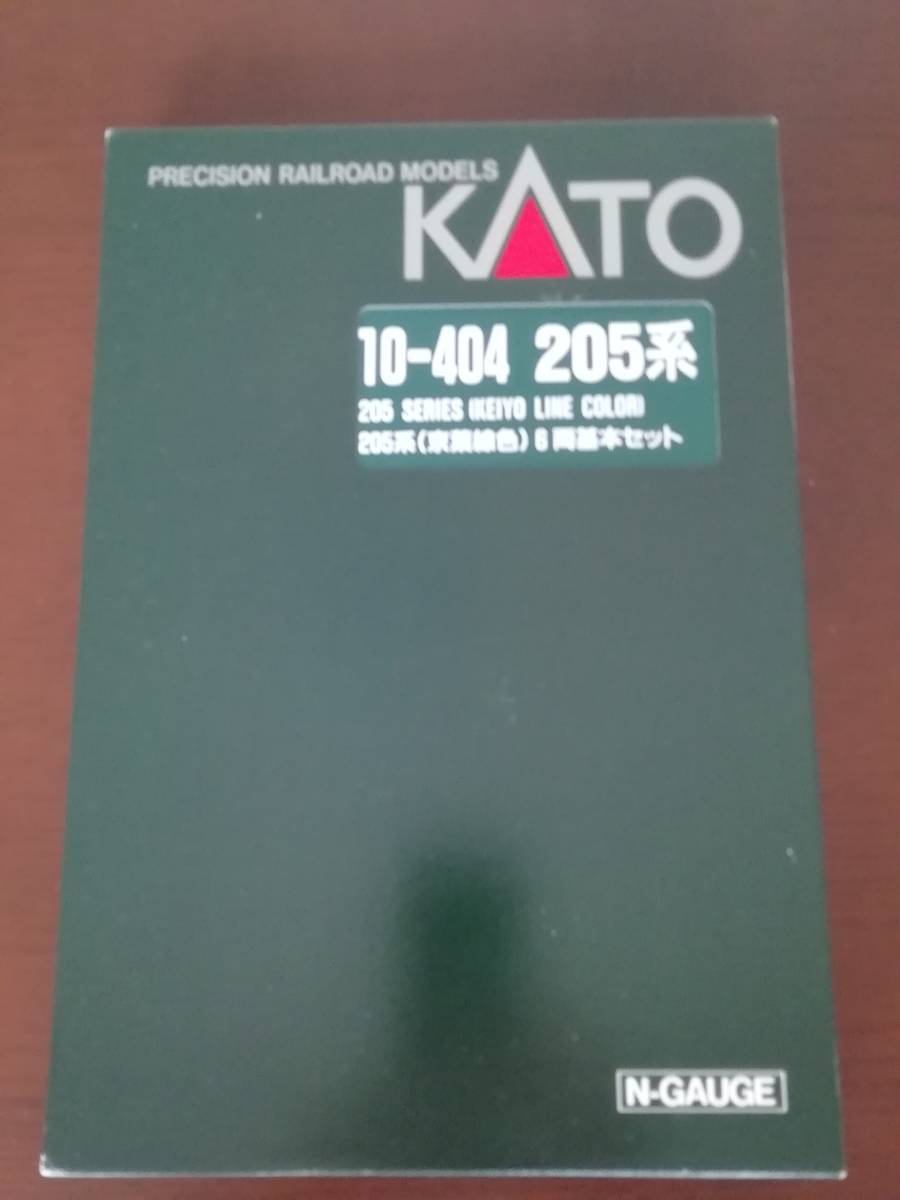 PRECISION RAILROAD MODELS
KATO
10-404 205系
205 SERIES (KEIYO LINE COLOR)
205系(京葉線色)6両基本セット
N-GAUGE